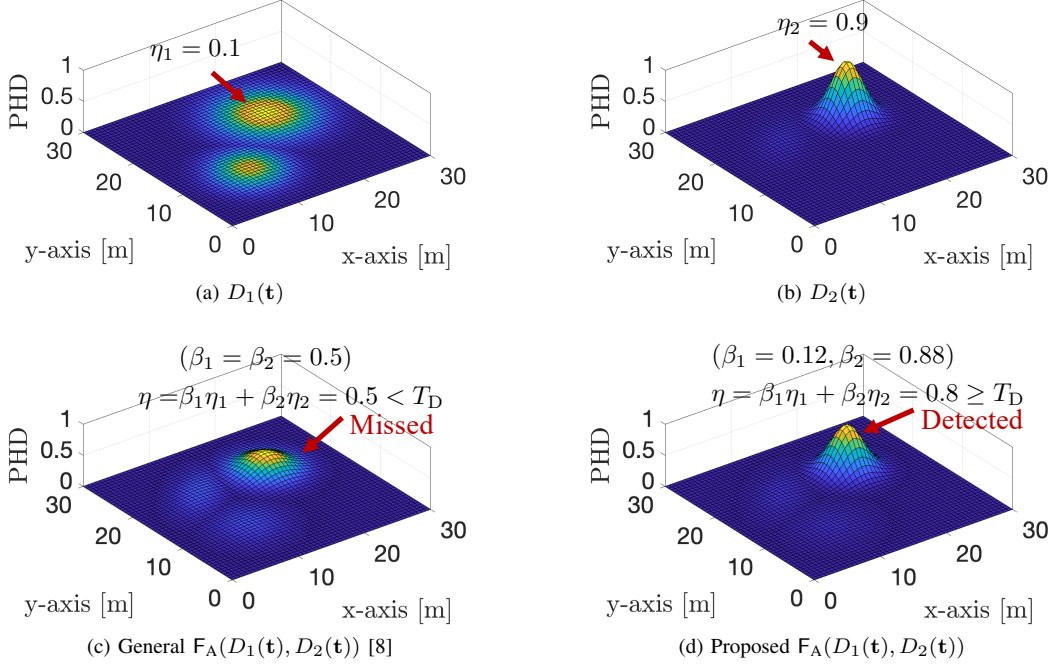 η₁ = 0.1
PHD
1
0.5
0
30
20
10
0
0
10
20
30
y-axis [m]
x-axis [m]
(a) D₁(𝐭)
η₂ = 0.9
PHD
1
0.5
0
30
20
10
0
0
10
20
30
y-axis [m]
x-axis [m]
(b) D₂(𝐭)
(β₁ = β₂ = 0.5)
η =β₁η₁ + β₂η₂ = 0.5 < T_D
Missed
PHD
1
0.5
0
30
20
10
0
0
10
20
30
y-axis [m]
x-axis [m]
(c) General F_A(D₁(𝐭), D₂(𝐭)) [8]
(β₁ = 0.12, β₂ = 0.88)
η = β₁η₁ + β₂η₂ = 0.8 ≥ T_D
Detected
PHD
1
0.5
0
30
20
10
0
0
10
20
30
y-axis [m]
x-axis [m]
(d) Proposed F_A(D₁(𝐭), D₂(𝐭))